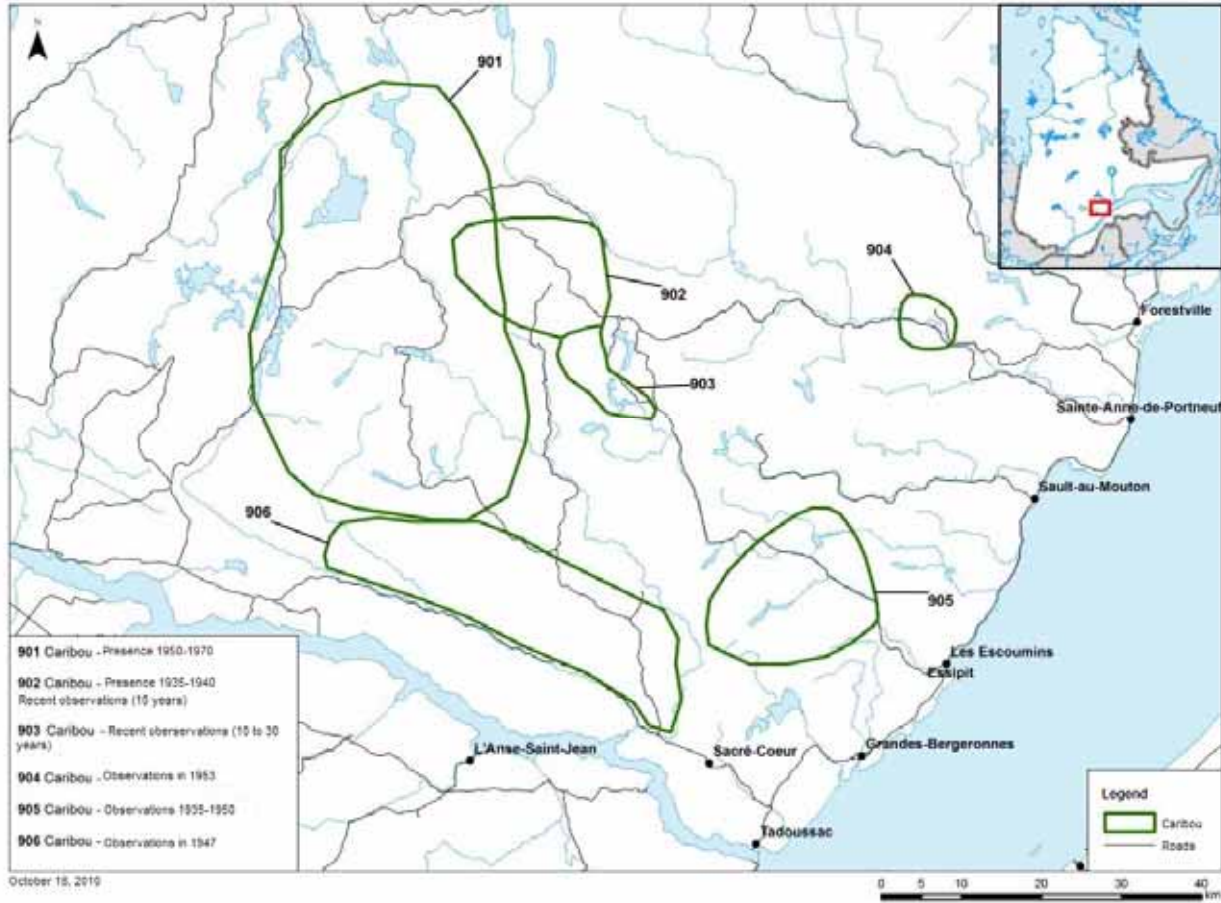 N
901
902
904
903
906
905
Forestville
Sainte-Anne-de-Portneuf
Sault-au-Mouton
Les Escoumins
Essipit
Grandes-Bergeronnes
L'Anse-Saint-Jean
Sacré-Coeur
Tadoussac
901 Caribou - Presence 1950-1970
902 Caribou - Presence 1935-1940
Recent observations (15 years)
903 Caribou - Recent oberservations (15 to 30
years)
904 Caribou - Observations in 1953
905 Caribou - Observations 1935-1950
906 Caribou - Observations in 1947
Legend
Caribou
Roads
October 18, 2010
0 5 10 20 30 40
km